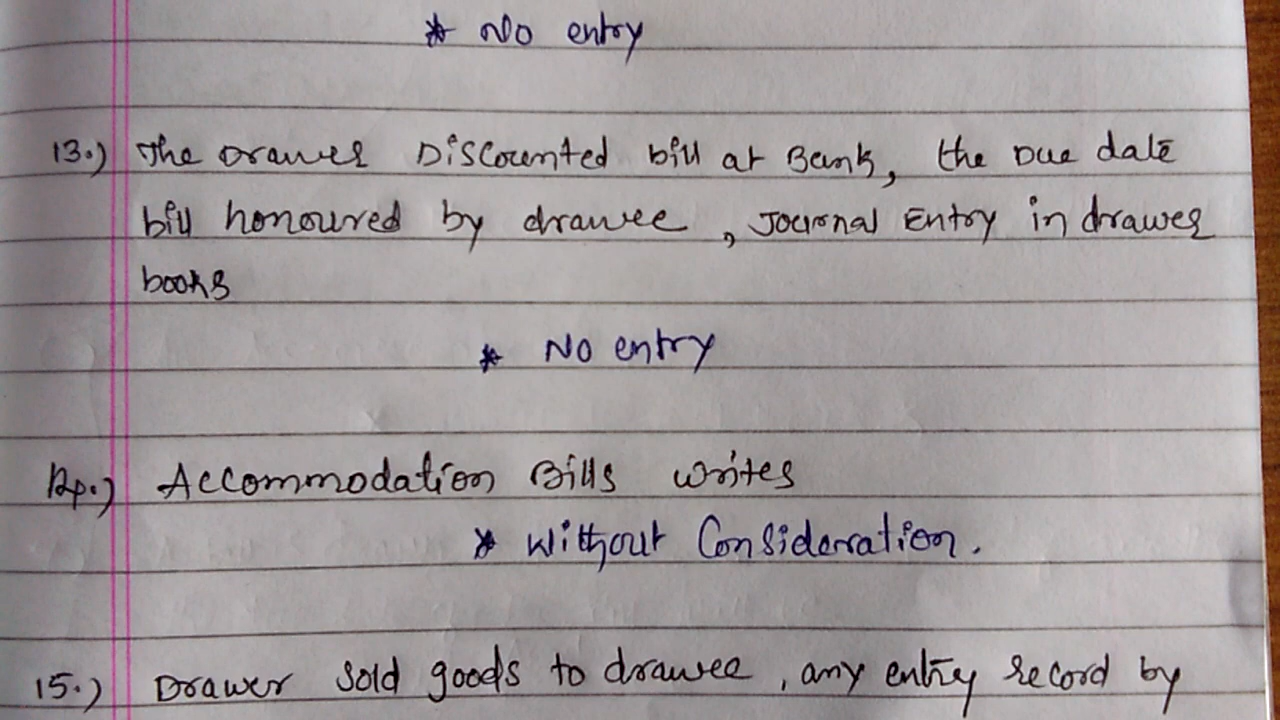 * No entry
13.) The Drawer Discounted bill at Bank, the Due date
bill honoured by drawee, Journal Entry in drawer
books
* No entry
14.) Accommodation Bills writes
* Without Consideration.
15.) Drawer sold goods to drawee, any entry record by